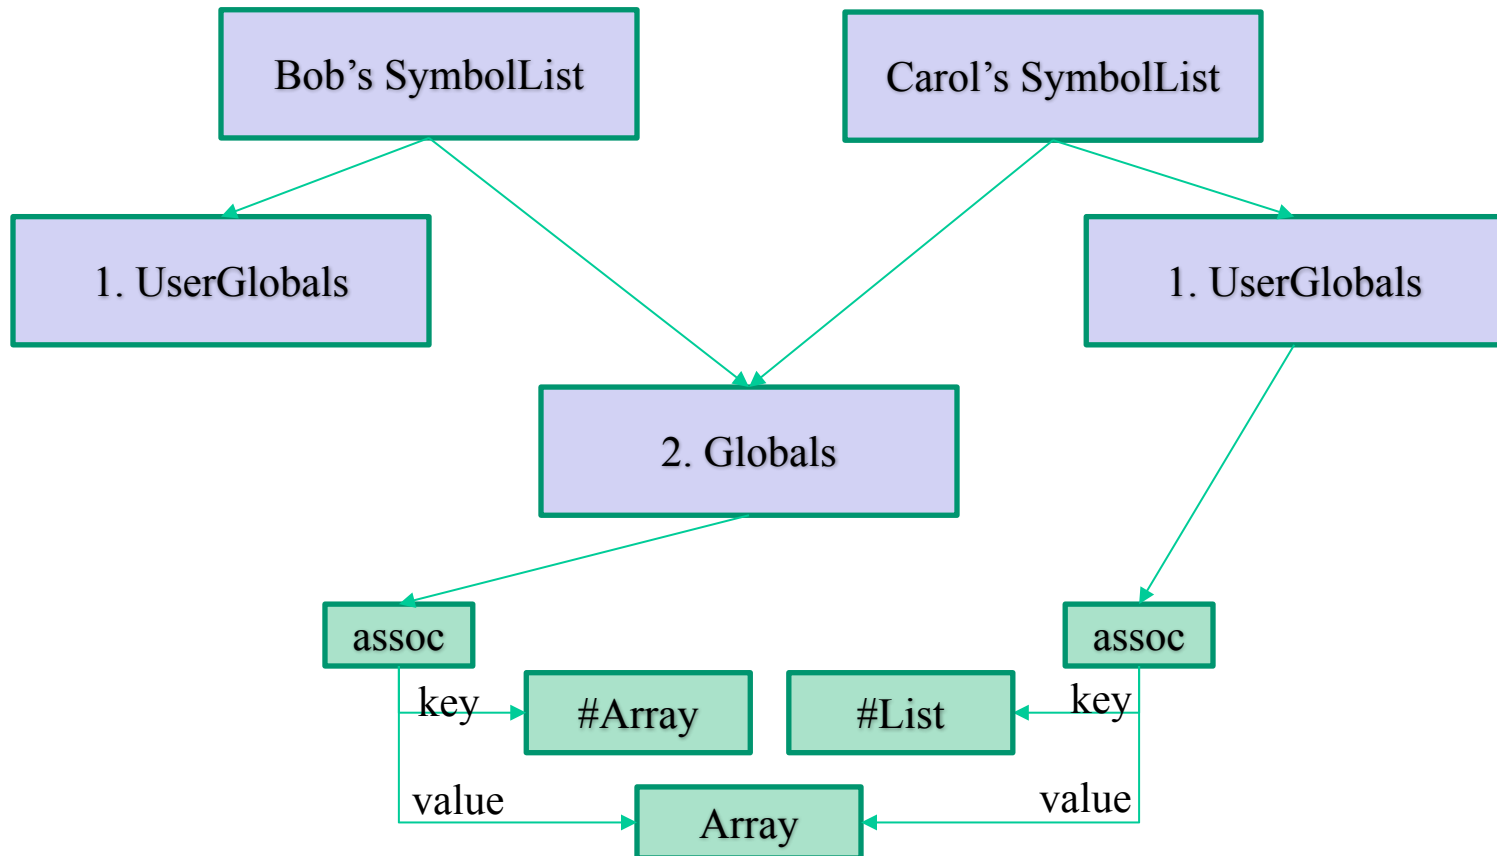 Bob’s SymbolList
Carol’s SymbolList
1. UserGlobals
1. UserGlobals
2. Globals
assoc
assoc
key
#Array
#List
key
value
Array
value